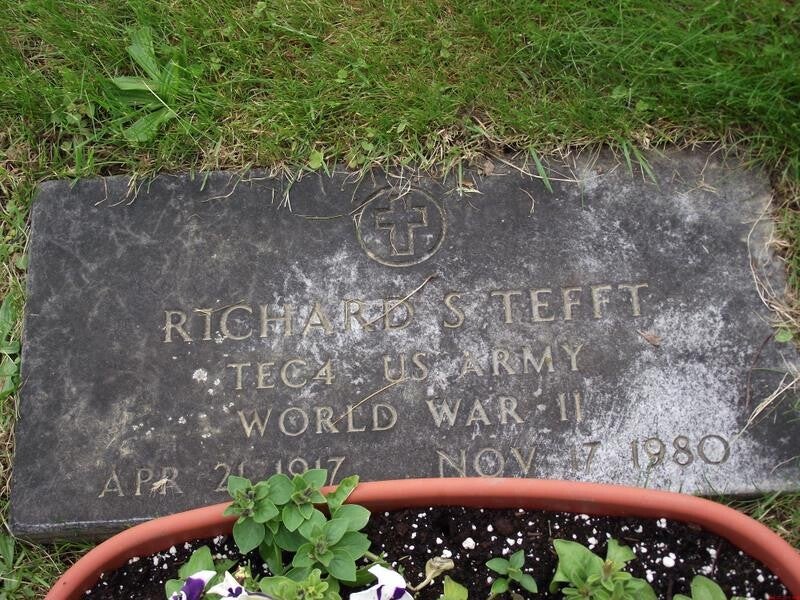 RICHARD S TEFFT
TEC4 US ARMY
WORLD WAR II
APR 21 1917 NOV 17 1980